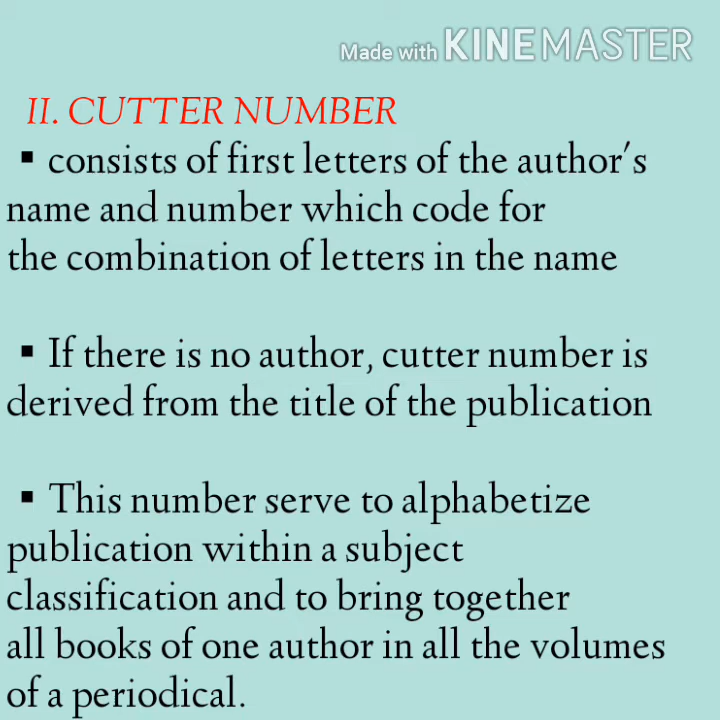 Made with KINEMASTER
II. CUTTER NUMBER
▪ consists of first letters of the author's
name and number which code for
the combination of letters in the name
▪ If there is no author, cutter number is
derived from the title of the publication
▪ This number serve to alphabetize
publication within a subject
classification and to bring together
all books of one author in all the volumes
of a periodical.